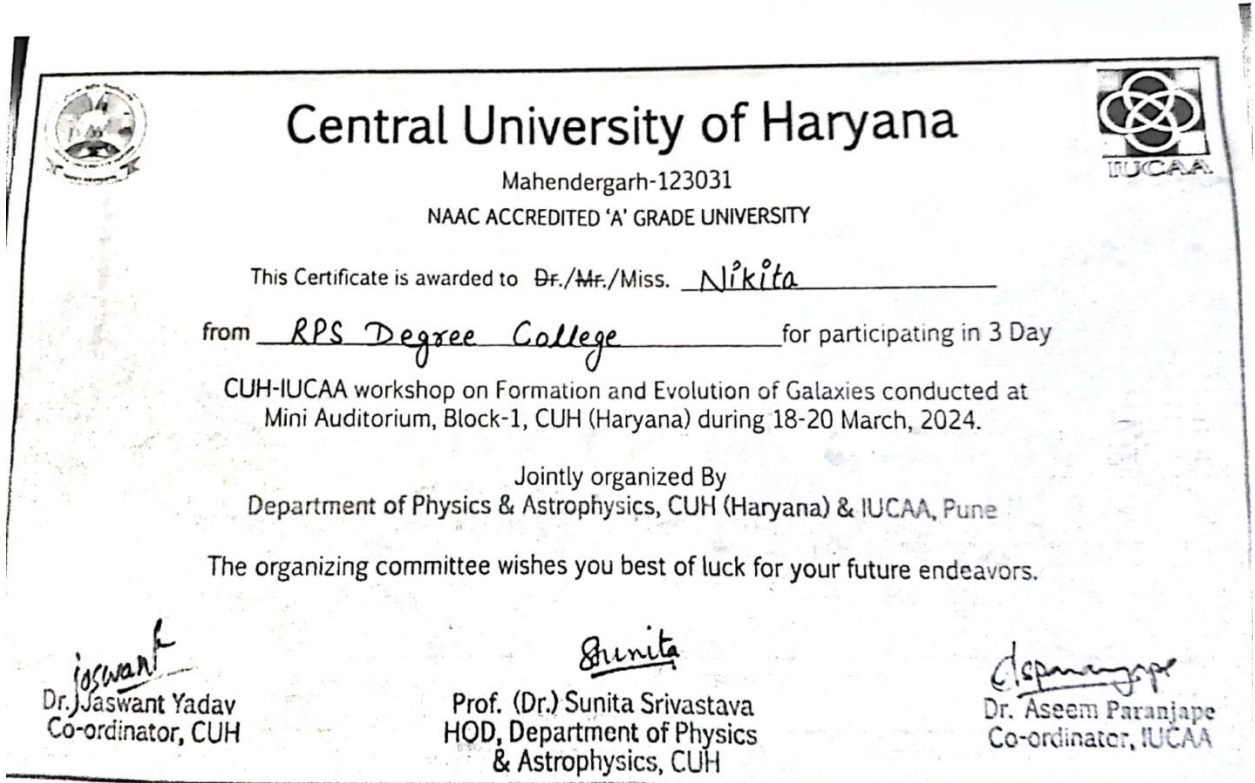 Central University of Haryana
IUCAA
Mahendergarh-123031
NAAC ACCREDITED 'A' GRADE UNIVERSITY
This Certificate is awarded to Dr./Mr./Miss. Nikita
from RPS Degree College for participating in 3 Day
CUH-IUCAA workshop on Formation and Evolution of Galaxies conducted at
Mini Auditorium, Block-1, CUH (Haryana) during 18-20 March, 2024.
Jointly organized By
Department of Physics & Astrophysics, CUH (Haryana) & IUCAA, Pune
The organizing committee wishes you best of luck for your future endeavors.
jaswant
Sunita
Dr. Jaswant Yadav
Co-ordinator, CUH
Prof. (Dr.) Sunita Srivastava
HOD, Department of Physics
& Astrophysics, CUH
Dr. Aseem Paranjape
Co-ordinator, IUCAA